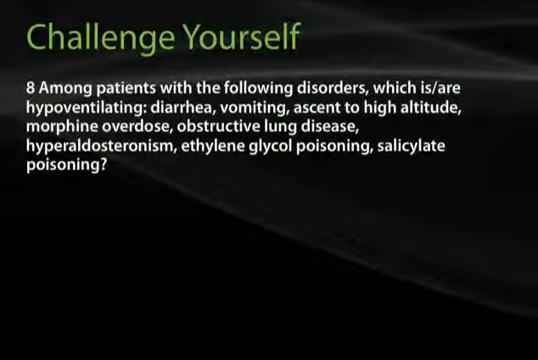 Challenge Yourself
8 Among patients with the following disorders, which is/are
hypoventilating: diarrhea, vomiting, ascent to high altitude,
morphine overdose, obstructive lung disease,
hyperaldosteronism, ethylene glycol poisoning, salicylate
poisoning?